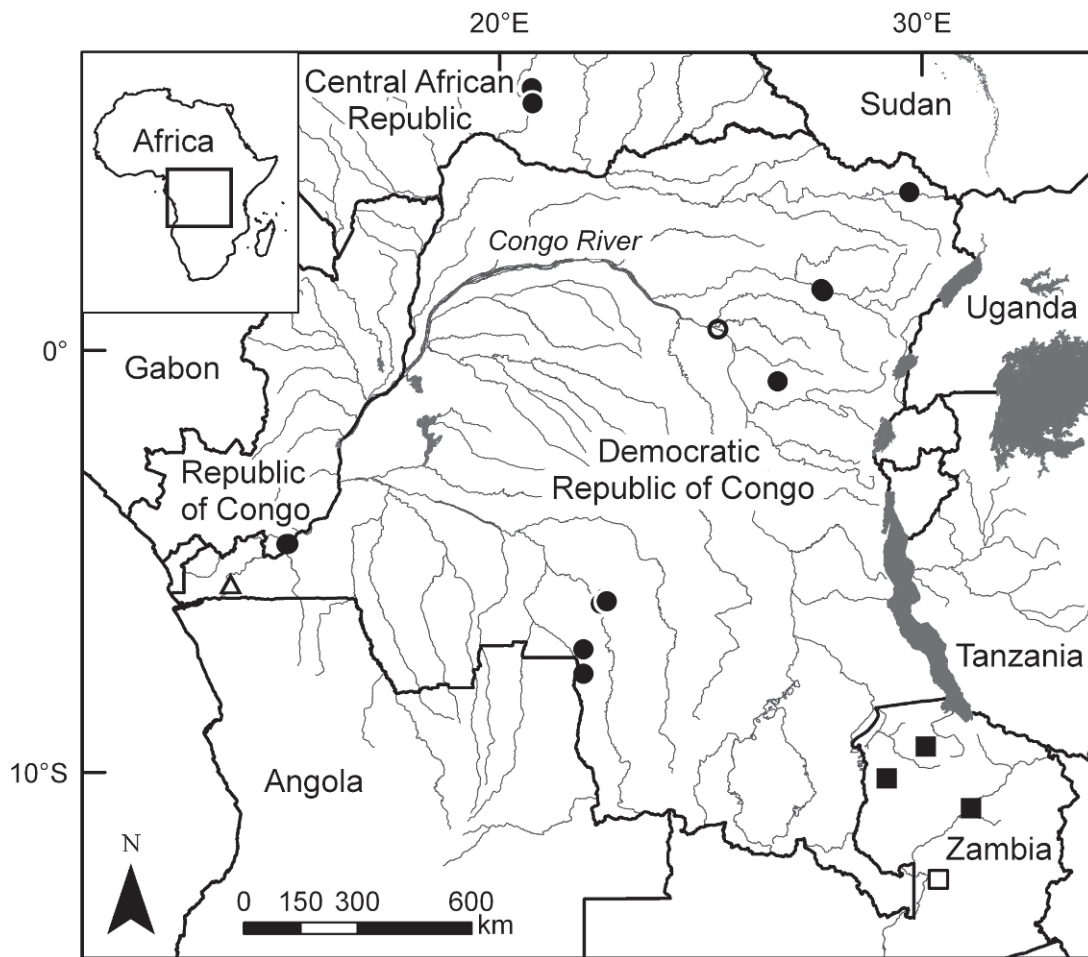 20°E
30°E
Central African
Republic
Sudan
Africa
Congo River
Uganda
0°
Gabon
Democratic
Republic of Congo
Republic
of Congo
Tanzania
10°S
Angola
Zambia
N
0 150 300 600
km